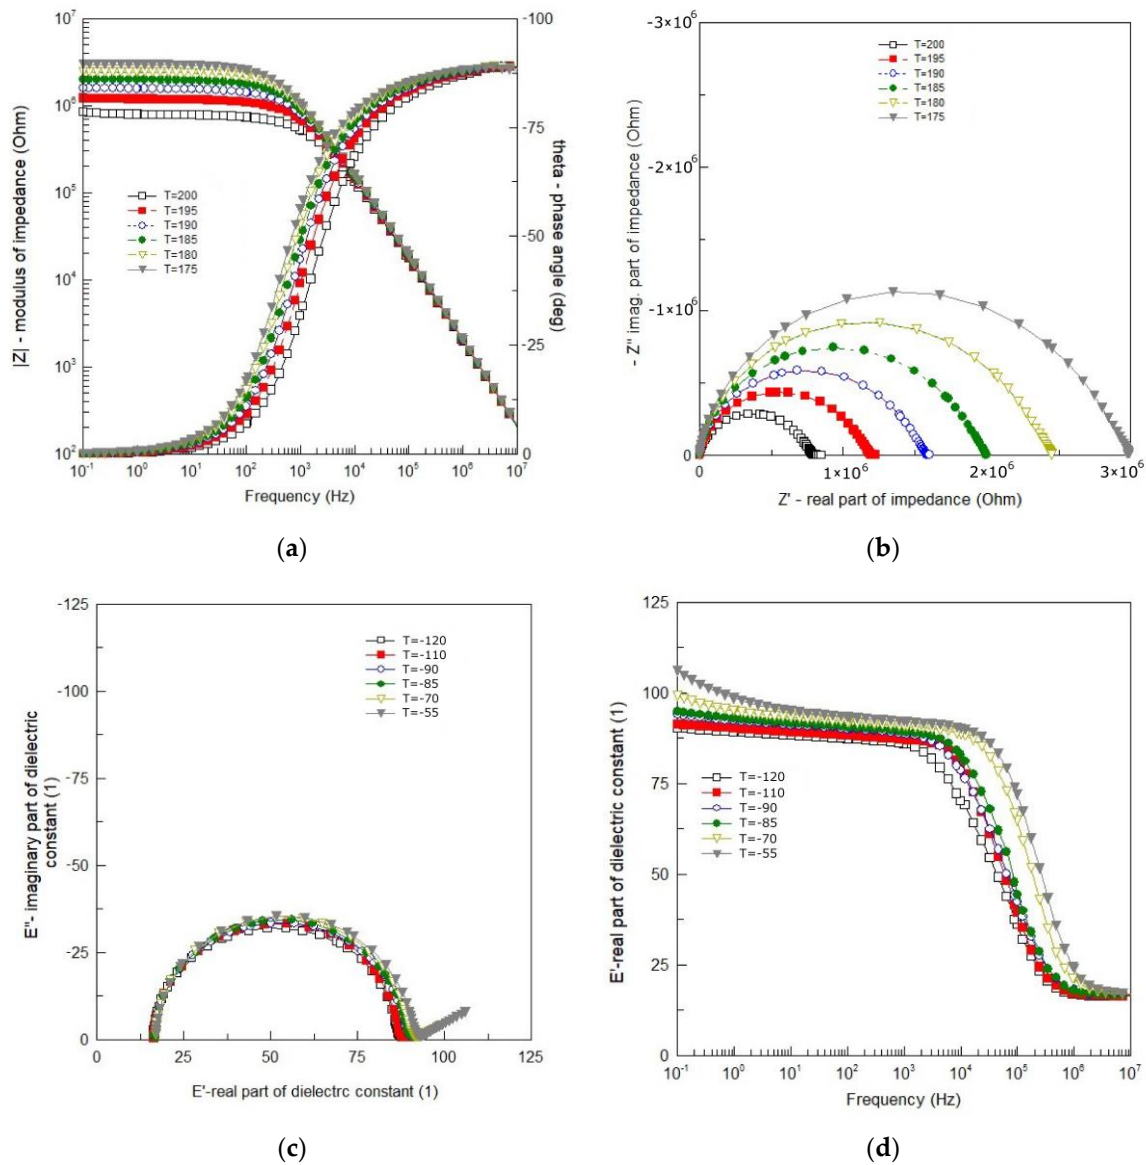 10⁷
10⁶
10⁵
10⁴
10³
10²
|Z| - modulus of impedance (Ohm)
T=200
T=195
T=190
T=185
T=180
T=175
-100
-75
-50
-25
0
theta - phase angle (deg)
10⁻¹ 10⁰ 10¹ 10² 10³ 10⁴ 10⁵ 10⁶ 10⁷
Frequency (Hz)
(a)
-3×10⁶
-2×10⁶
-1×10⁶
0
- Z'' imag. part of impedance (Ohm)
T=200
T=195
T=190
T=185
T=180
T=175
0 1×10⁶ 2×10⁶ 3×10⁶
Z' - real part of impedance (Ohm)
(b)
-125
-100
-75
-50
-25
0
E''- imaginary part of dielectric
constant (1)
T=-120
T=-110
T=-90
T=-85
T=-70
T=-55
0 25 50 75 100 125
E'-real part of dielectrc constant (1)
(c)
125
100
75
50
25
0
E'-real part of dielectric constant (1)
T=-120
T=-110
T=-90
T=-85
T=-70
T=-55
10⁻¹ 10⁰ 10¹ 10² 10³ 10⁴ 10⁵ 10⁶ 10⁷
Frequency (Hz)
(d)